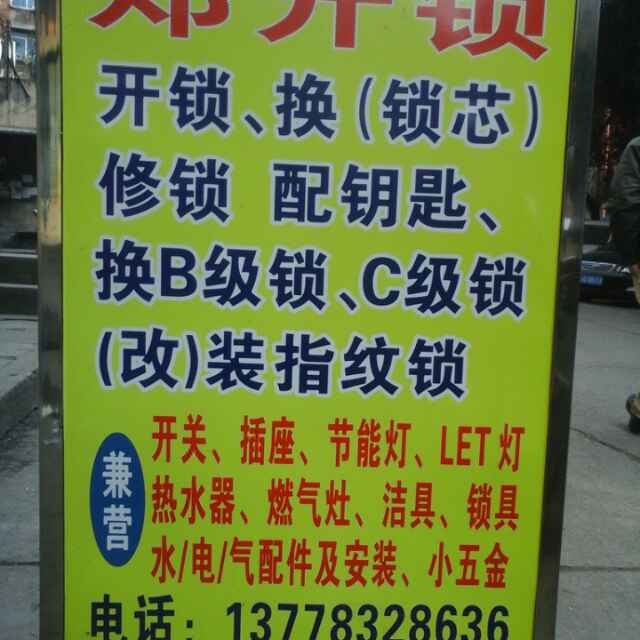 郑开锁
开锁、换(锁芯)
修锁 配钥匙、
换B级锁、C级锁
(改)装指纹锁
兼营
开关、插座、节能灯、LET灯
热水器、燃气灶、洁具、锁具
水/电/气配件及安装、小五金
电话：13778328636